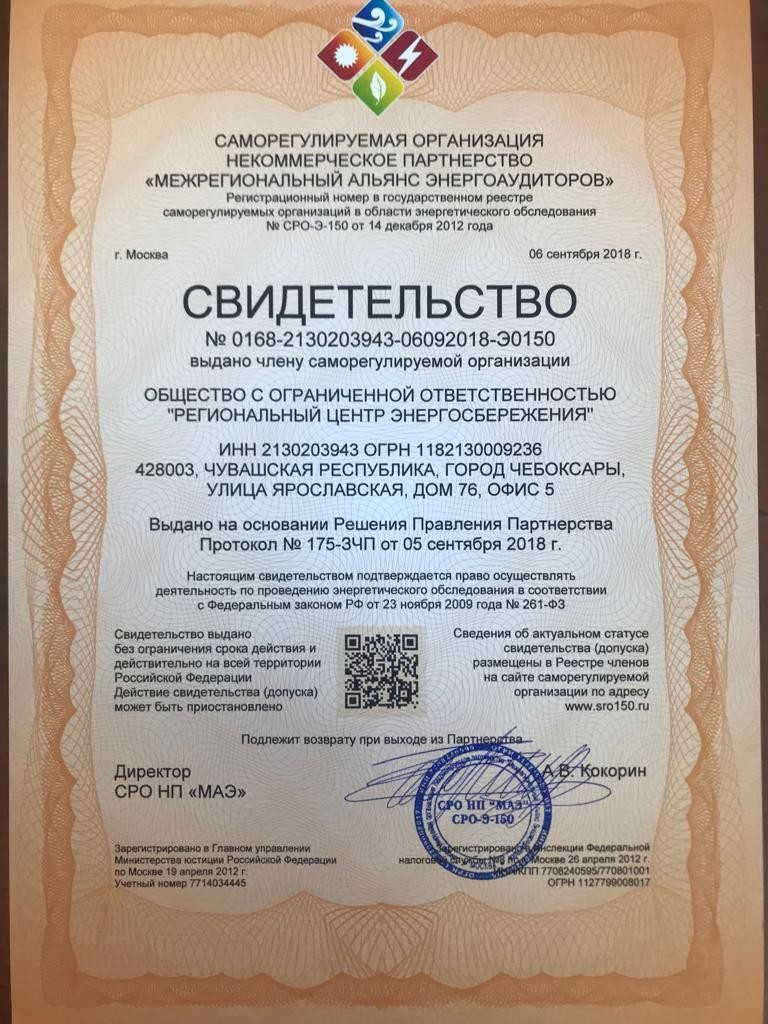 САМОРЕГУЛИРУЕМАЯ ОРГАНИЗАЦИЯ
НЕКОММЕРЧЕСКОЕ ПАРТНЕРСТВО
«МЕЖРЕГИОНАЛЬНЫЙ АЛЬЯНС ЭНЕРГОАУДИТОРОВ»
Регистрационный номер в государственном реестре
саморегулируемых организаций в области энергетического обследования
№ СРО-Э-150 от 14 декабря 2012 года
г. Москва
06 сентября 2018 г.
СВИДЕТЕЛЬСТВО
№ 0168-2130203943-06092018-Э0150
выдано члену саморегулируемой организации
ОБЩЕСТВО С ОГРАНИЧЕННОЙ ОТВЕТСТВЕННОСТЬЮ
"РЕГИОНАЛЬНЫЙ ЦЕНТР ЭНЕРГОСБЕРЕЖЕНИЯ"
ИНН 2130203943 ОГРН 1182130009236
428003, ЧУВАШСКАЯ РЕСПУБЛИКА, ГОРОД ЧЕБОКСАРЫ,
УЛИЦА ЯРОСЛАВСКАЯ, ДОМ 76, ОФИС 5
Выдано на основании Решения Правления Партнерства
Протокол № 175-ЗЧП от 05 сентября 2018 г.
Настоящим свидетельством подтверждается право осуществлять
деятельность по проведению энергетического обследования в соответствии
с Федеральным законом РФ от 23 ноября 2009 года № 261-ФЗ
Свидетельство выдано
без ограничения срока действия и
действительно на всей территории
Российской Федерации
Действие свидетельства (допуска)
может быть приостановлено
Сведения об актуальном статусе
свидетельства (допуска)
размещены в Реестре членов
на сайте саморегулируемой
организации по адресу
www.sro150.ru
Подлежит возврату при выходе из Партнерства
Директор
СРО НП «МАЭ»
А.В. Кокорин
СРО НП "МАЭ"
СРО-Э-150
МОСКВА
Зарегистрировано в Главном управлении
Министерства юстиции Российской Федерации
по Москве 19 апреля 2012 г.
Учетный номер 7714034445
Зарегистрировано в Инспекции Федеральной
налоговой службы №8 по г. Москве 26 апреля 2012 г.
ИНН/КПП 7708240595/770801001
ОГРН 1127799008017